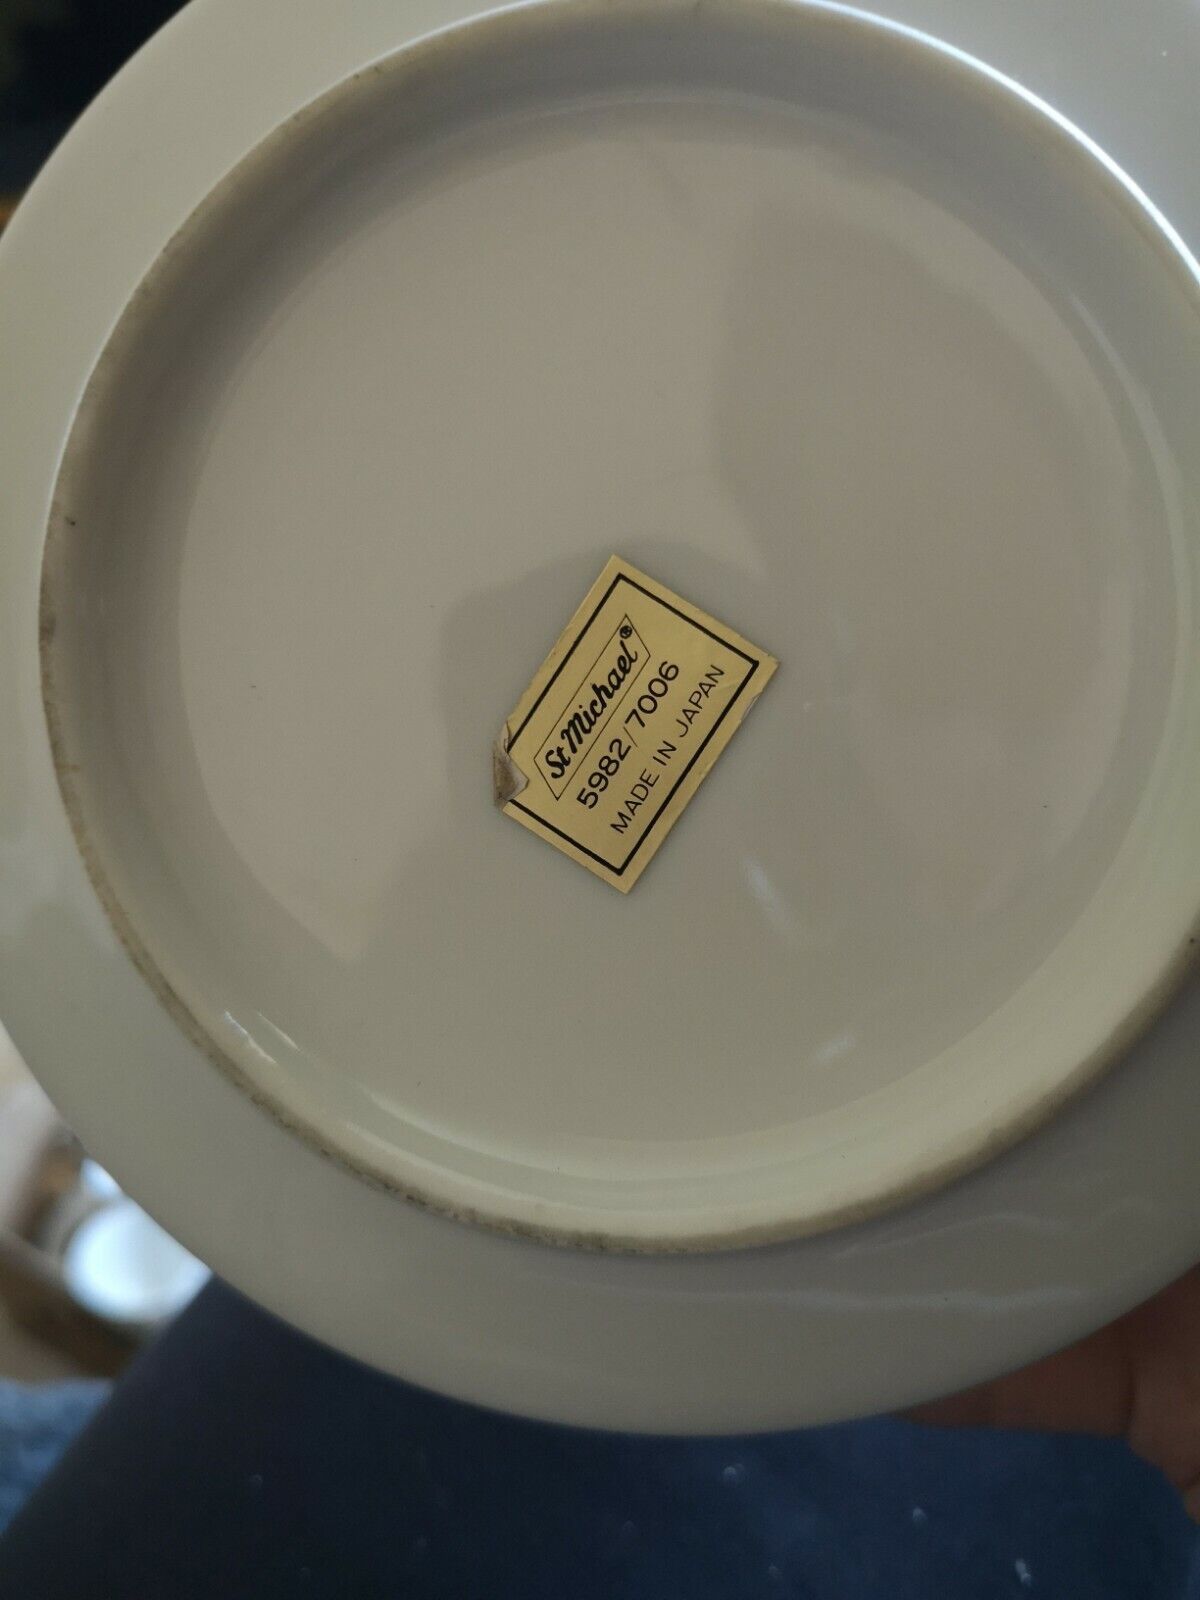 St Michael®
5982/7006
MADE IN JAPAN